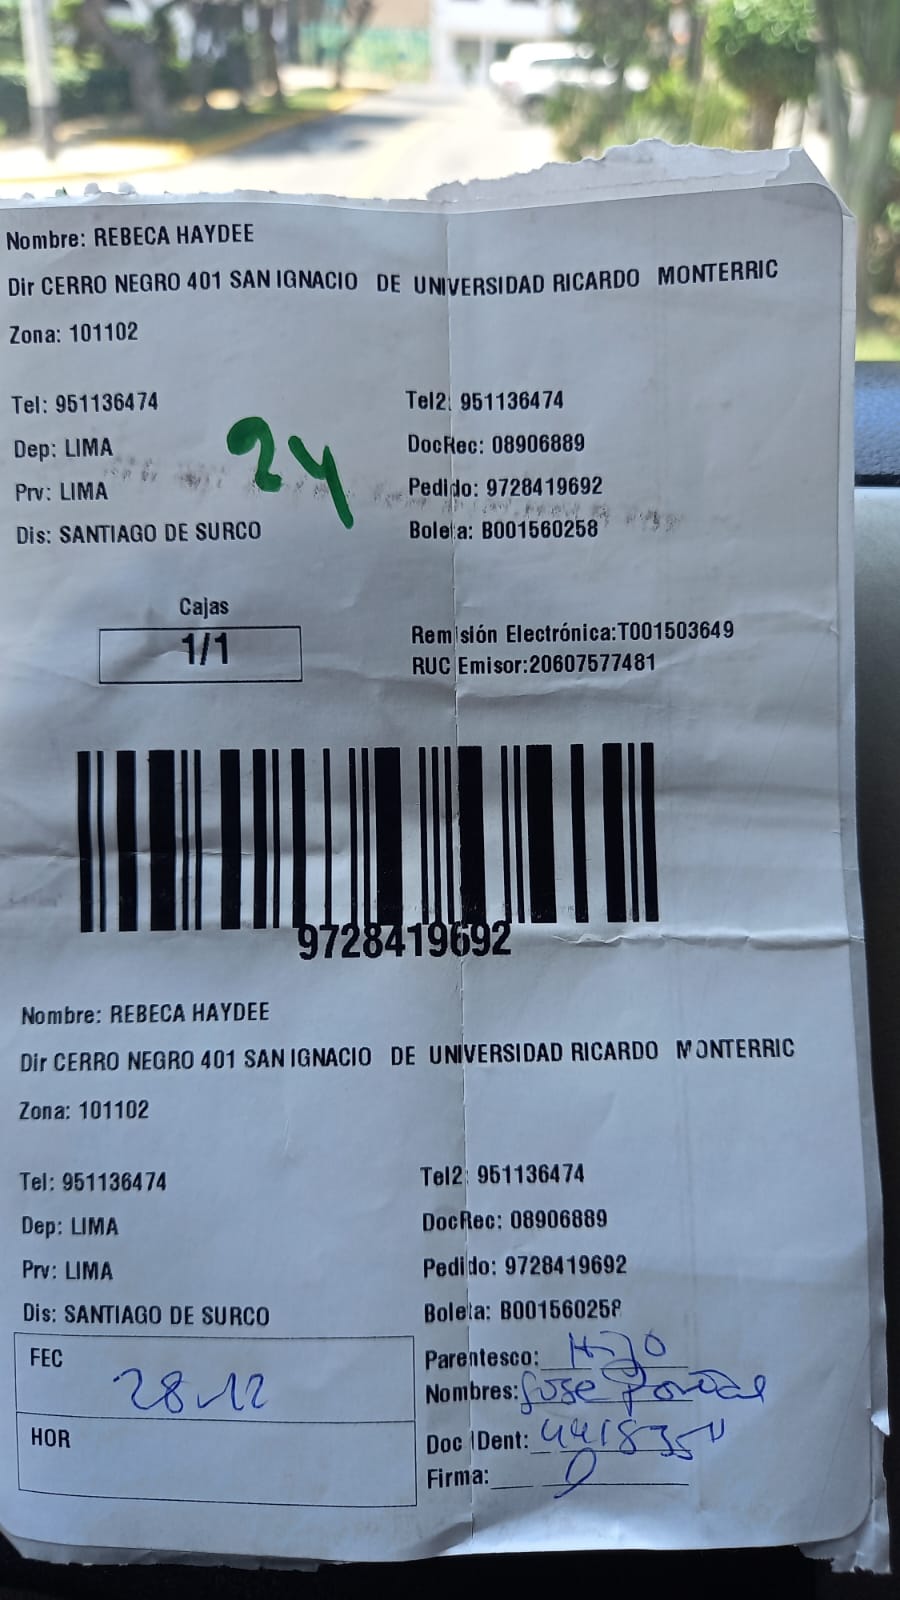 Nombre: REBECA HAYDEE
Dir CERRO NEGRO 401 SAN IGNACIO DE UNIVERSIDAD RICARDO MONTERRIC
Zona: 101102
Tel: 951136474 Tel2: 951136474
Dep: LIMA DocRec: 08906889
Prv: LIMA Pedido: 9728419692
Dis: SANTIAGO DE SURCO Boleta: B001560258
24
Cajas
1/1
Remisión Electrónica:T001503649
RUC Emisor:20607577481
9728419692
Nombre: REBECA HAYDEE
Dir CERRO NEGRO 401 SAN IGNACIO DE UNIVERSIDAD RICARDO MONTERRIC
Zona: 101102
Tel: 951136474 Tel2: 951136474
Dep: LIMA DocRec: 08906889
Prv: LIMA Pedido: 9728419692
Dis: SANTIAGO DE SURCO Boleta: B001560258
FEC 28-12
HOR
Parentesco: Hijo
Nombres: Jose
Doc Ident:
Firma: